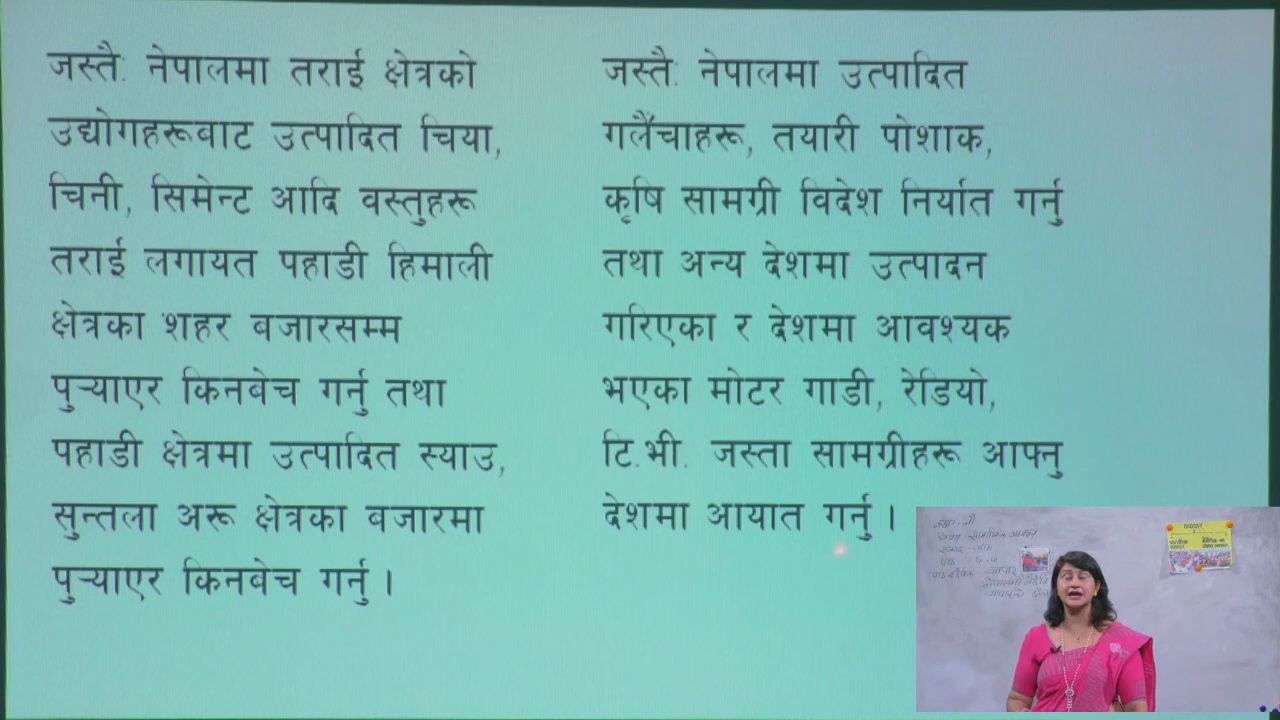 जस्तै: नेपालमा तराई क्षेत्रको
उद्योगहरूबाट उत्पादित चिया,
चिनी, सिमेन्ट आदि वस्तुहरू
तराई लगायत पहाडी हिमाली
क्षेत्रका शहर बजारसम्म
पुर्‍याएर किनबेच गर्नु तथा
पहाडी क्षेत्रमा उत्पादित स्याउ,
सुन्तला अरू क्षेत्रका बजारमा
पुर्‍याएर किनबेच गर्नु ।
जस्तै: नेपालमा उत्पादित
गलैंचाहरू, तयारी पोशाक,
कृषि सामग्री विदेश निर्यात गर्नु
तथा अन्य देशमा उत्पादन
गरिएका र देशमा आवश्यक
भएका मोटर गाडी, रेडियो,
टि.भी. जस्ता सामग्रीहरू आफ्नु
देशमा आयात गर्नु ।